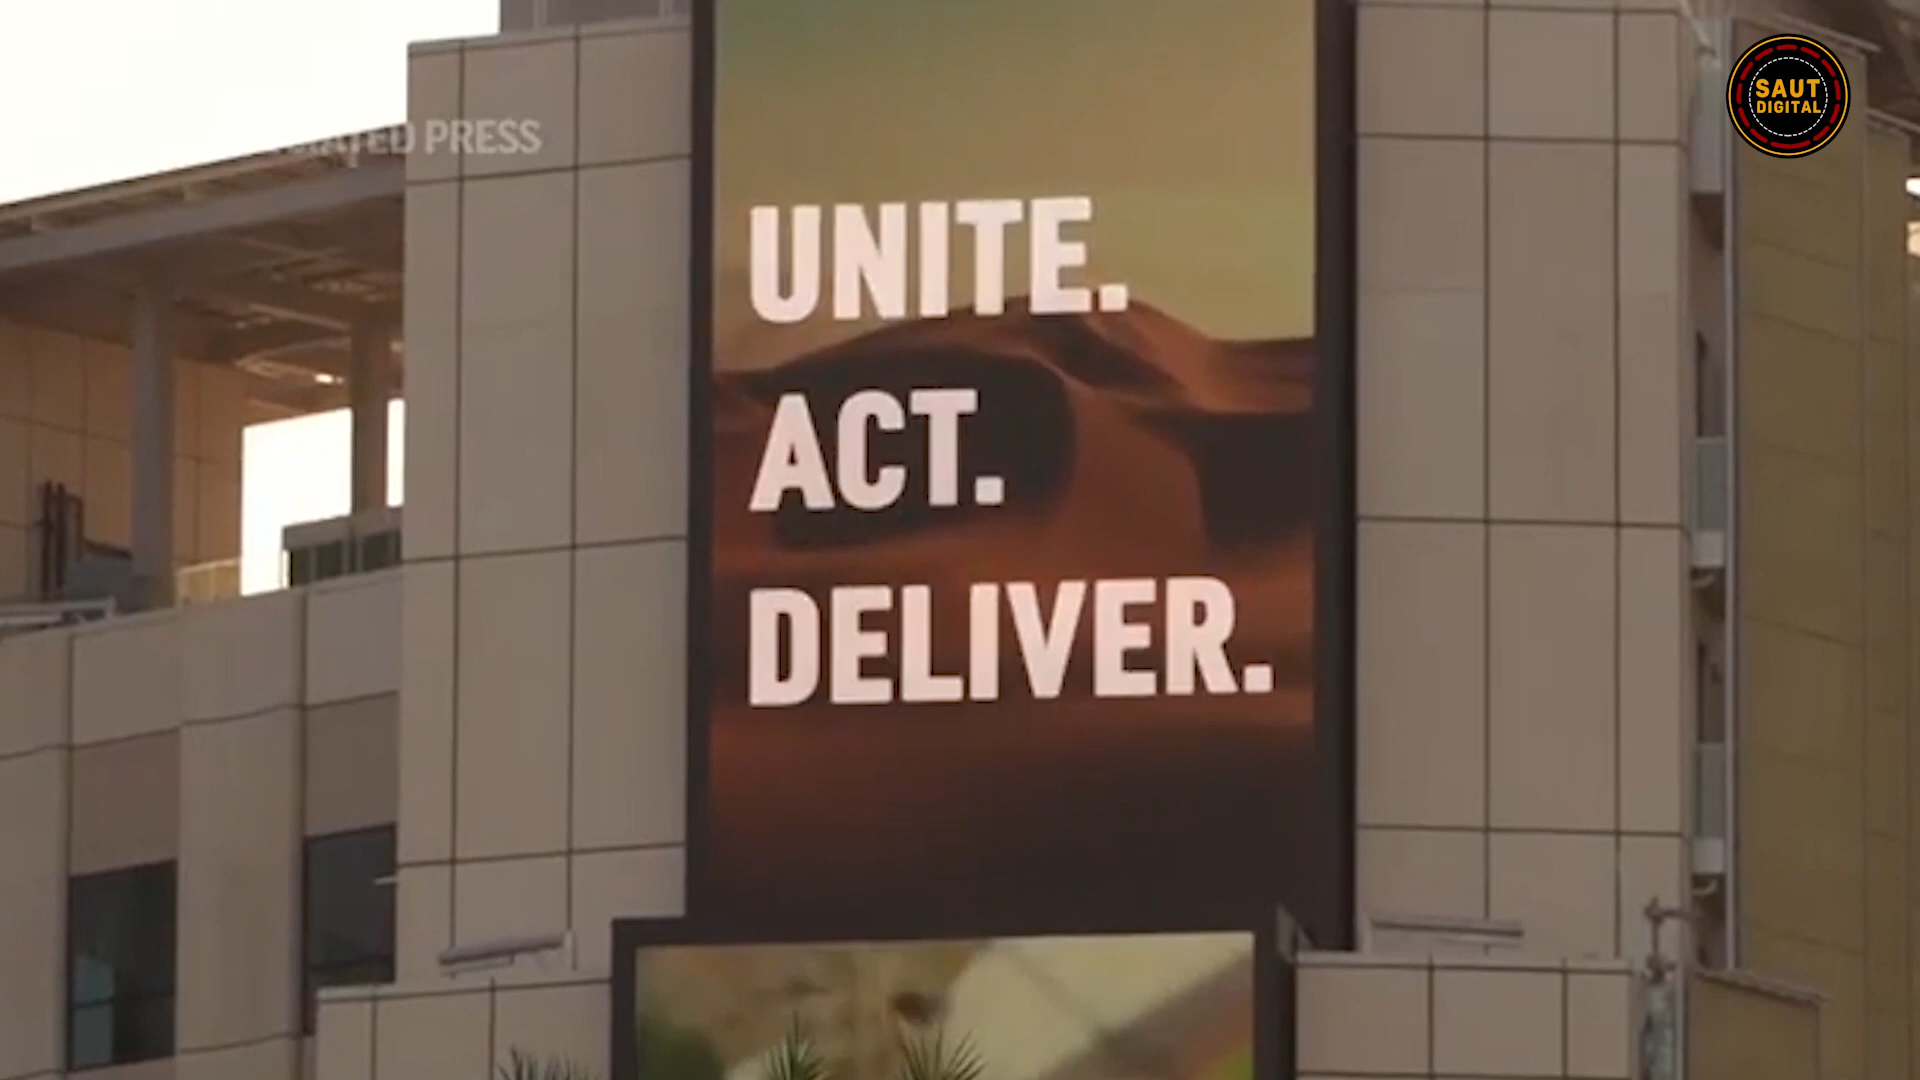 PRESS
SAUT
DIGITAL
UNITE.
ACT.
DELIVER.